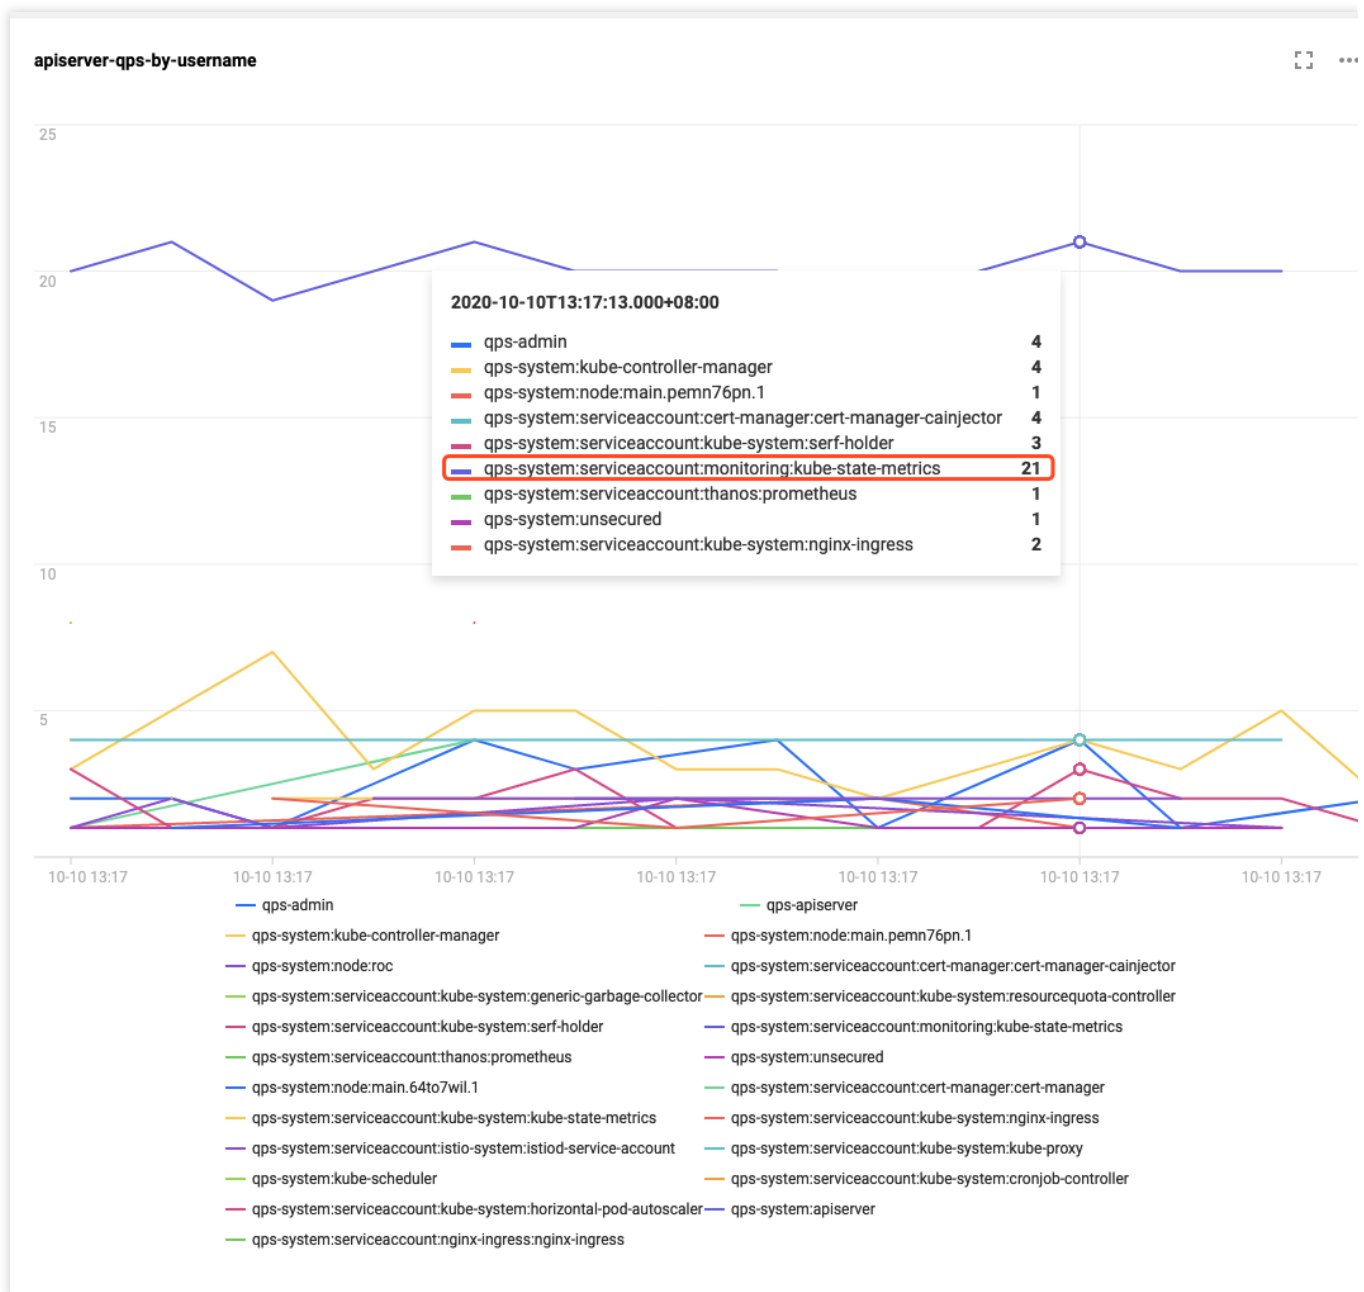 apiserver-qps-by-username
25
20
15
10
5
2020-10-10T13:17:13.000+08:00
qps-admin 4
qps-system:kube-controller-manager 4
qps-system:node:main.pemn76pn.1 1
qps-system:serviceaccount:cert-manager:cert-manager-cainjector 4
qps-system:serviceaccount:kube-system:serf-holder 3
qps-system:serviceaccount:monitoring:kube-state-metrics 21
qps-system:serviceaccount:thanos:prometheus 1
qps-system:unsecured 1
qps-system:serviceaccount:kube-system:nginx-ingress 2
10-10 13:17 10-10 13:17 10-10 13:17 10-10 13:17 10-10 13:17 10-10 13:17 10-10 13:17
qps-admin qps-apiserver
qps-system:kube-controller-manager qps-system:node:main.pemn76pn.1
qps-system:node:roc qps-system:serviceaccount:cert-manager:cert-manager-cainjector
qps-system:serviceaccount:kube-system:generic-garbage-collector qps-system:serviceaccount:kube-system:resourcequota-controller
qps-system:serviceaccount:kube-system:serf-holder qps-system:serviceaccount:monitoring:kube-state-metrics
qps-system:serviceaccount:thanos:prometheus qps-system:unsecured
qps-system:node:main.64to7wil.1 qps-system:serviceaccount:cert-manager:cert-manager
qps-system:serviceaccount:kube-system:kube-state-metrics qps-system:serviceaccount:kube-system:nginx-ingress
qps-system:serviceaccount:istio-system:istiod-service-account qps-system:serviceaccount:kube-system:kube-proxy
qps-system:kube-scheduler qps-system:serviceaccount:kube-system:cronjob-controller
qps-system:serviceaccount:kube-system:horizontal-pod-autoscaler qps-system:apiserver
qps-system:serviceaccount:nginx-ingress:nginx-ingress